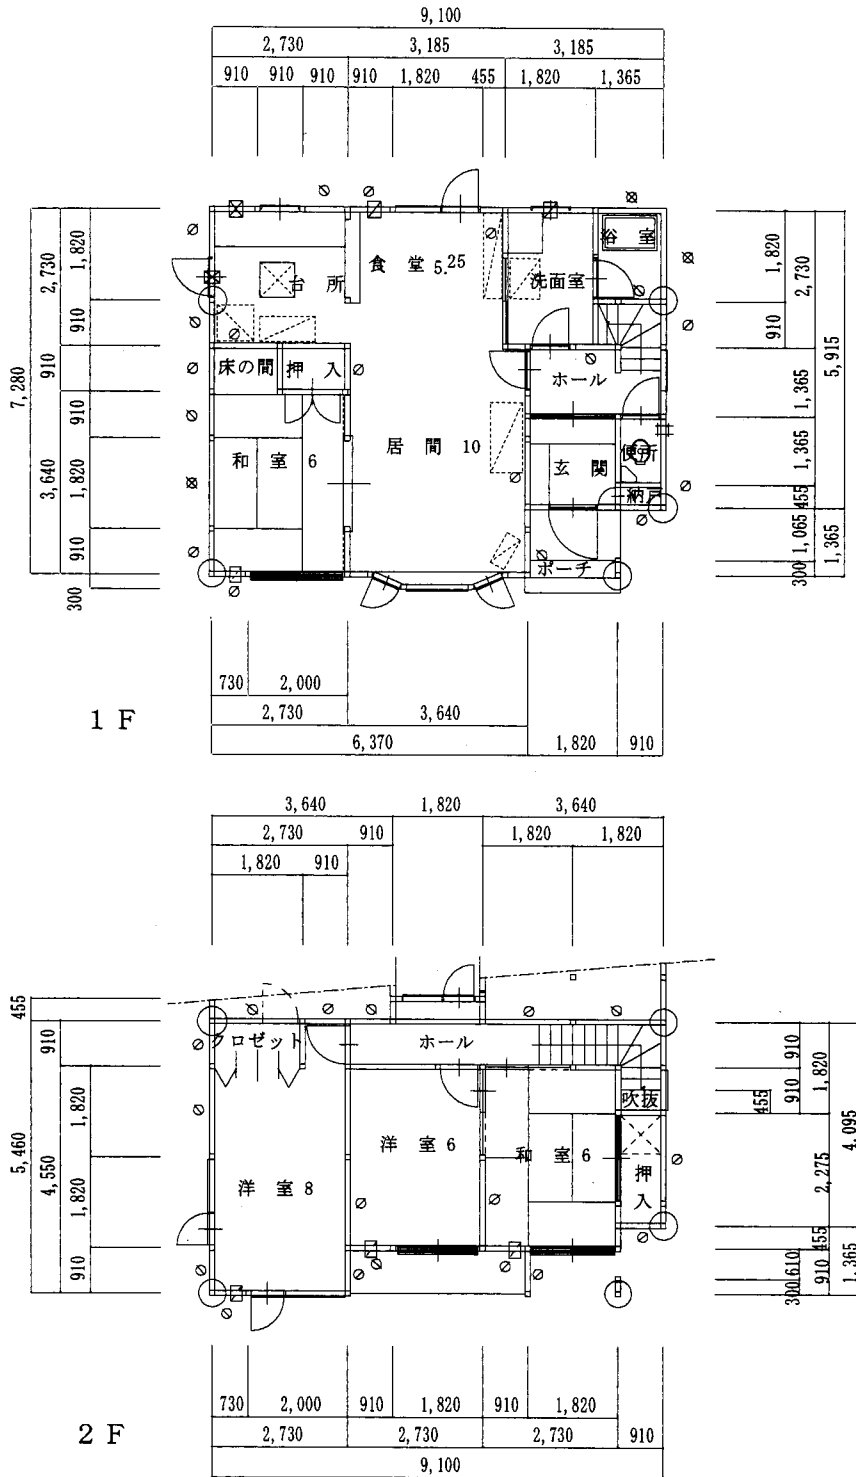 9,100
2,730 3,185 3,185
910 910 910 910 1,820 455 1,820 1,365
浴室
食堂 5.25
台所
洗面室
床の間 押入
ホール
居間 10
和室 6
玄関
便所
納戸
ポーチ
7,280
2,730 910 3,640
1,820 910 910 910 1,820 910
300
1,820 910
2,730
1,365 1,365 455 1,065 300
5,915 1,365
730 2,000
2,730 3,640
6,370 1,820 910
1F
3,640 1,820 3,640
2,730 910 1,820 1,820
1,820 910
クロゼット
ホール
吹抜
洋室 6
和室 6
押入
洋室 8
455 5,460
910 4,550
1,820 1,820 910
910 910 455
1,820
2,275 455 910
610 300
4,095 1,365
730 2,000 910 1,820 910 1,820
2,730 2,730 2,730 910
9,100
2F